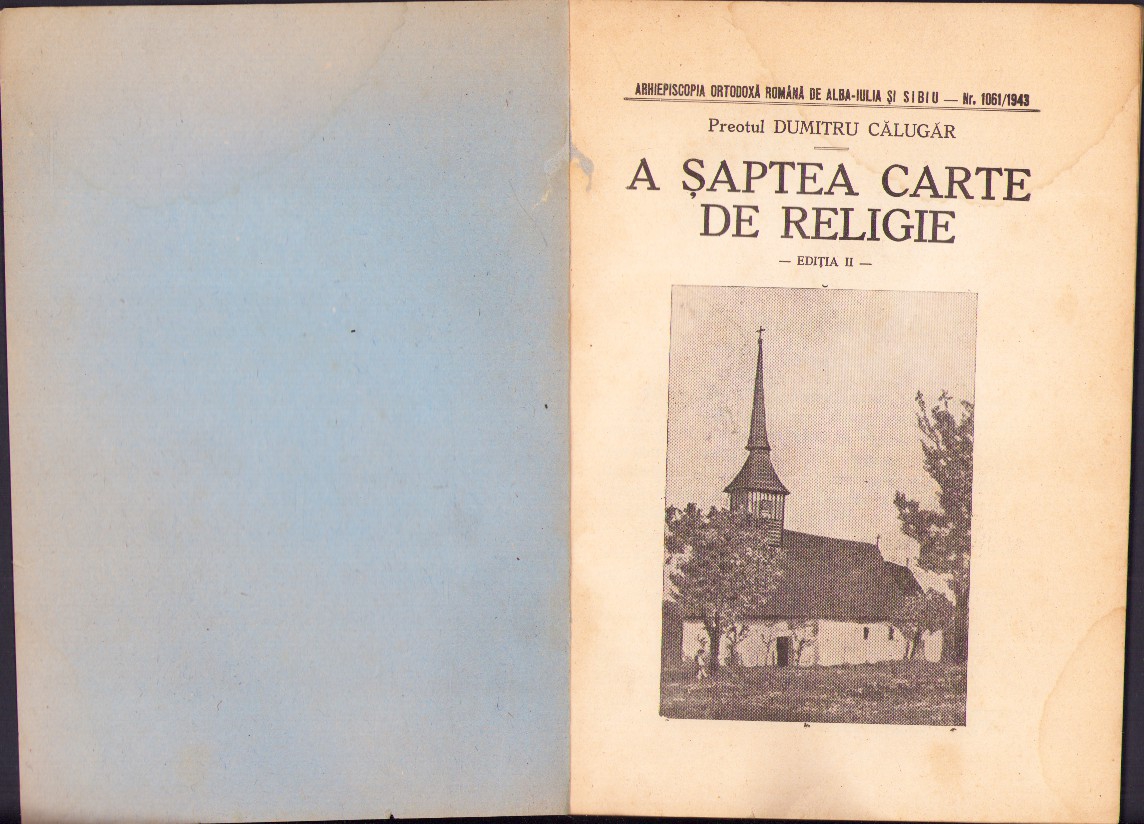 ARHIEPISCOPIA ORTODOXĂ ROMÂNĂ DE ALBA-IULIA ȘI SIBIU — Nr. 1061/1943
Preotul DUMITRU CĂLUGĂR
A ȘAPTEA CARTE
DE RELIGIE
— EDIȚIA II —